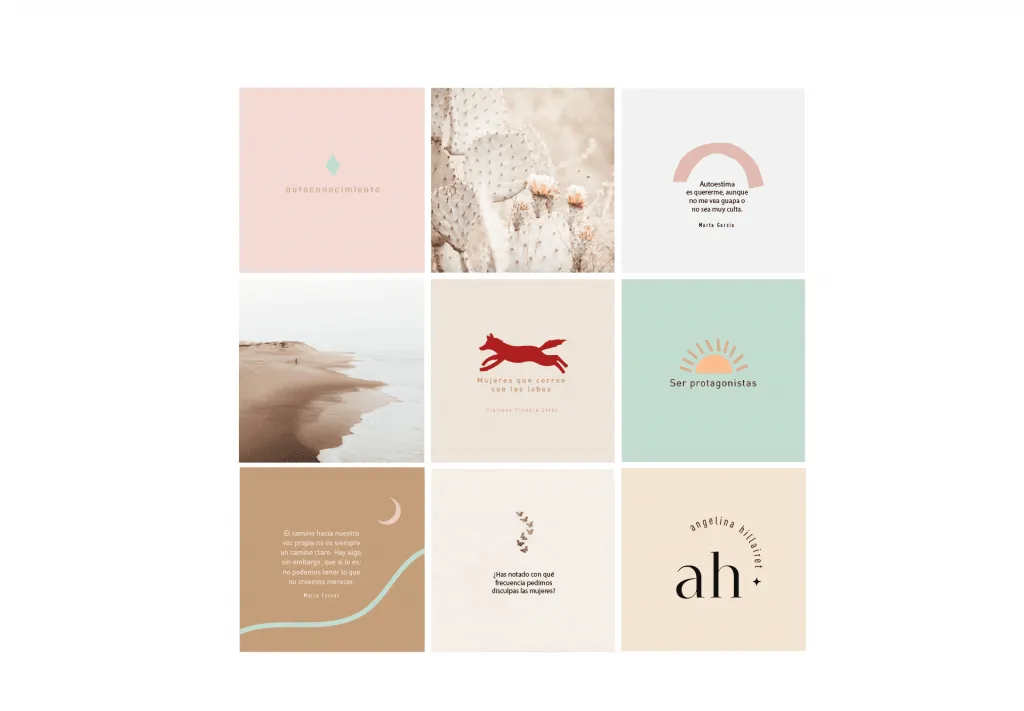 autoconocimiento
Autoestima
es quererme, aunque
no me vea guapa o
no sea muy culta.
Marta García
Mujeres que corren
con los lobos
Clarissa Pinkola Estés
Ser protagonistas
El camino hacia nuestra
voz propia no es siempre
un camino claro. Hay algo,
sin embargo, que sí lo es:
no podemos tener lo que
no creemos merecer.
¿Has notado con qué
frecuencia pedimos
disculpas las mujeres?
angelina hillairet
ah